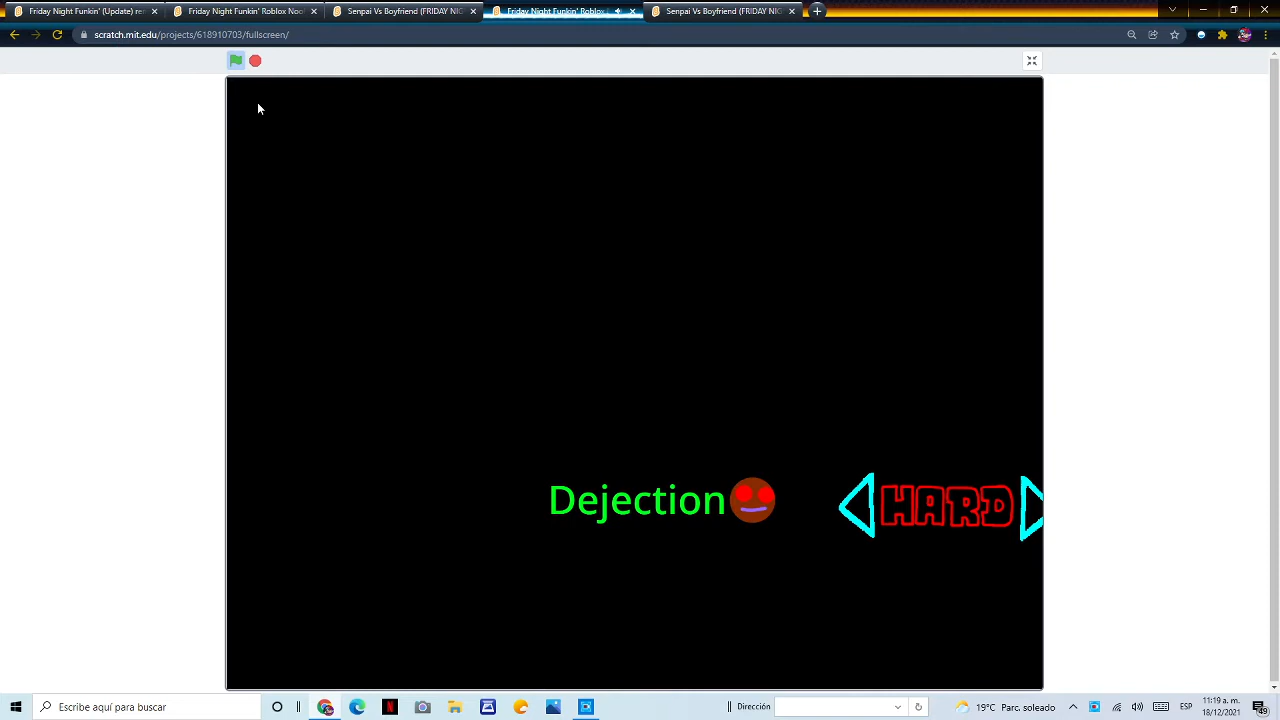 Friday Night Funkin' (Update) re
Friday Night Funkin' Roblox Noo
Senpai Vs Boyfriend (FRIDAY NIG
Friday Night Funkin' Roblox
Senpai Vs Boyfriend (FRIDAY NIG
scratch.mit.edu/projects/618910703/fullscreen/
Dejection
HARD
Escribe aquí para buscar
Dirección
19°C Parc. soleado
ESP
11:19 a.m.
18/12/2021